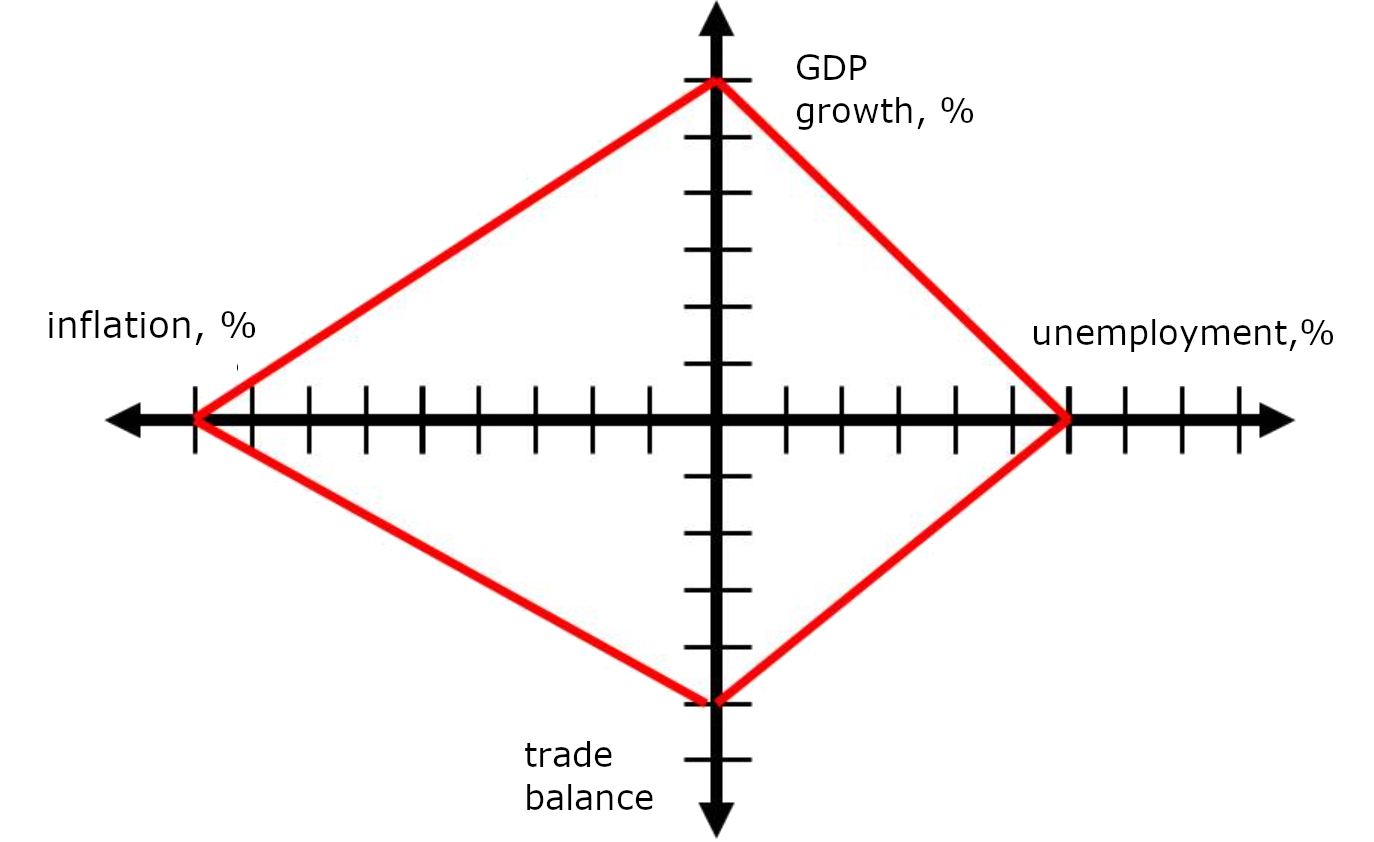 GDP
growth, %
inflation, %
unemployment,%
trade
balance